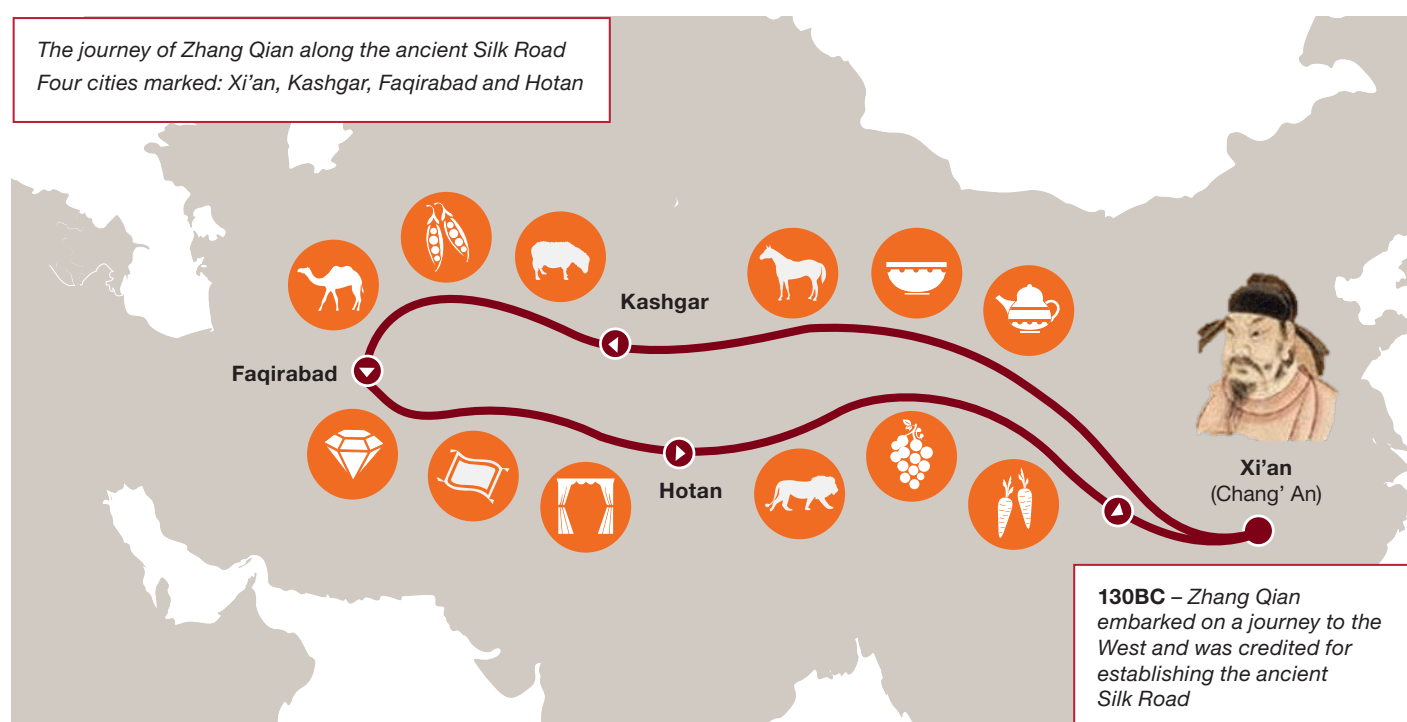 The journey of Zhang Qian along the ancient Silk Road
Four cities marked: Xi’an, Kashgar, Faqirabad and Hotan
Kashgar
Faqirabad
Hotan
Xi’an
(Chang’ An)
130BC – Zhang Qian
embarked on a journey to the
West and was credited for
establishing the ancient
Silk Road